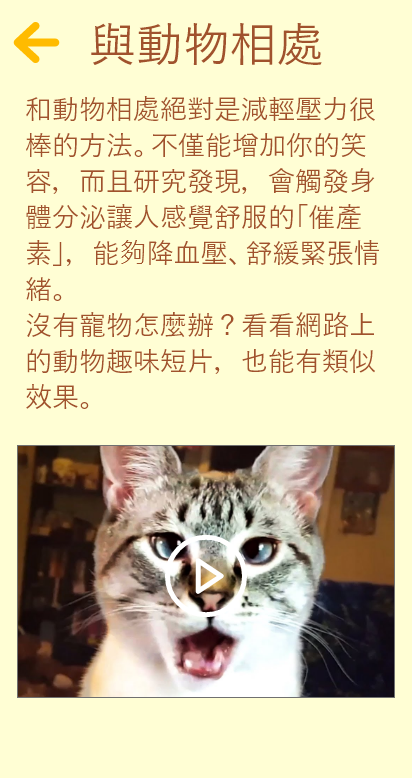 與動物相處
和動物相處絕對是減輕壓力很
棒的方法。不僅能增加你的笑
容，而且研究發現，會觸發身
體分泌讓人感覺舒服的「催產
素」，能夠降血壓、舒緩緊張情
緒。
沒有寵物怎麼辦？看看網路上
的動物趣味短片，也能有類似
效果。